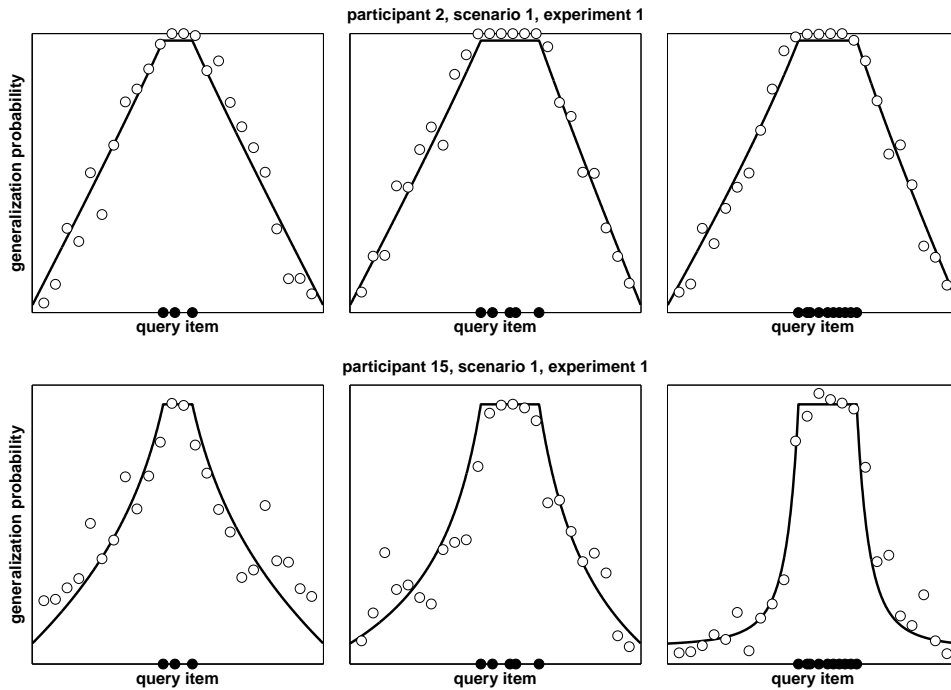 participant 2, scenario 1, experiment 1
generalization probability
query item
query item
query item
participant 15, scenario 1, experiment 1
generalization probability
query item
query item
query item